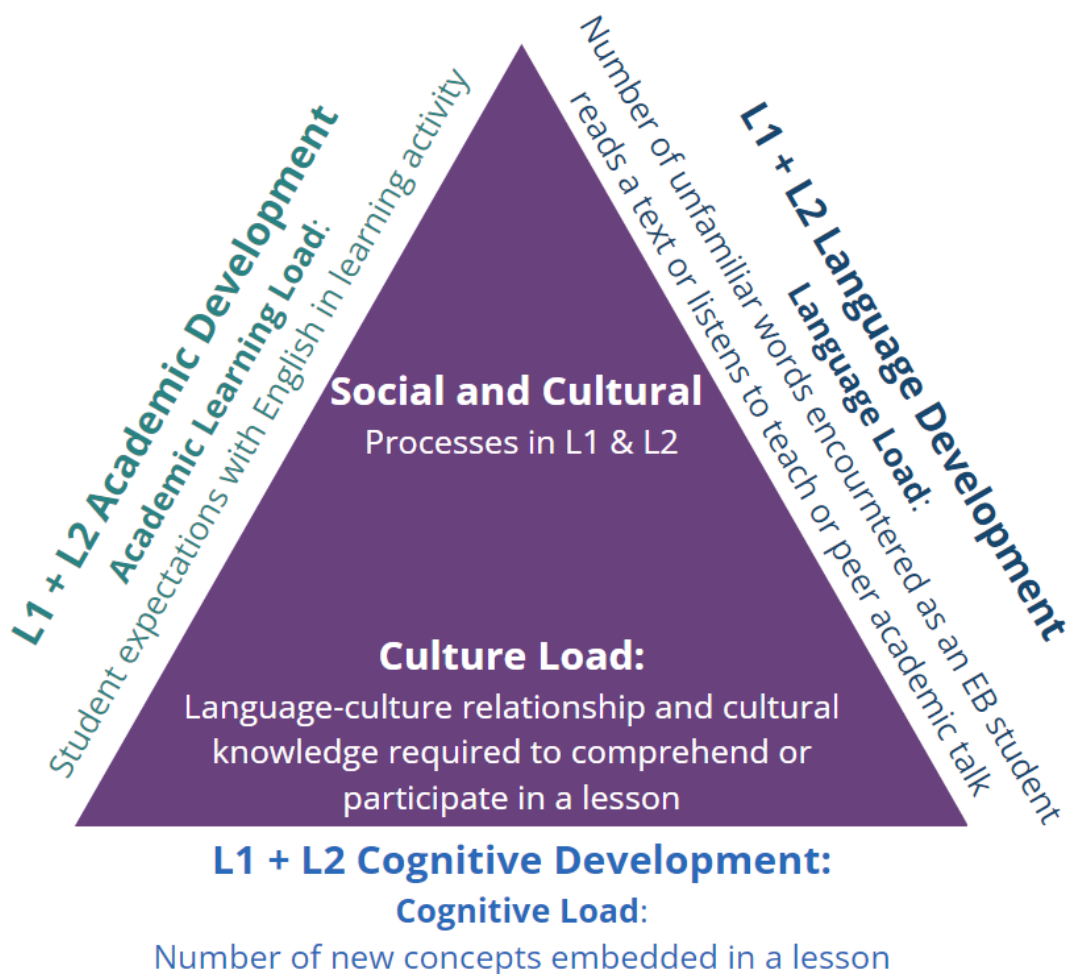 L1 + L2 Academic Development
Academic Learning Load:
Student expectations with English in learning activity
L1 + L2 Language Development
Language Load:
Number of unfamiliar words encourntered as an EB student
reads a text or listens to teach or peer academic talk
Social and Cultural
Processes in L1 & L2
Culture Load:
Language-culture relationship and cultural
knowledge required to comprehend or
participate in a lesson
L1 + L2 Cognitive Development:
Cognitive Load:
Number of new concepts embedded in a lesson